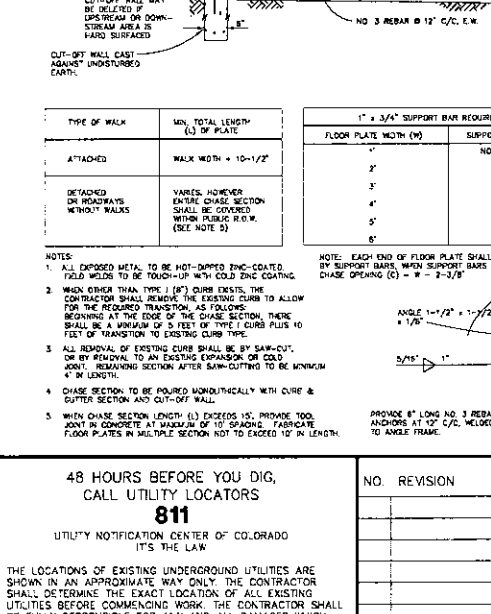 BE DELETED IF
UPSTREAM OR DOWN-
STREAM AREA IS
HARD SURFACED
6"
NO. 3 REBAR @ 12" C/C, E.W.
CUT-OFF WALL CAST
AGAINST UNDISTURBED
EARTH.
TYPE OF WALK
MIN. TOTAL LENGTH
(L) OF PLATE
ATTACHED
WALK WIDTH + 10-1/2"
DETACHED
OR ROADWAYS
WITHOUT WALKS
VARIES, HOWEVER
ENTIRE CHASE SECTION
SHALL BE COVERED
WITHIN PUBLIC R.O.W.
(SEE NOTE 5)
1" x 3/4" SUPPORT BAR REQUIRE
FLOOR PLATE WIDTH (W) SUPPO
NO
2'
3'
4'
5'
6'
NOTES:
1. ALL EXPOSED METAL TO BE HOT-DIPPED ZINC-COATED.
FIELD WELDS TO BE TOUCH-UP WITH COLD ZINC COATING.
2. WHEN OTHER THAN TYPE I (8") CURB EXISTS, THE
CONTRACTOR SHALL REMOVE THE EXISTING CURB TO ALLOW
FOR THE REQUIRED TRANSITION, AS FOLLOWS:
BEGINNING AT THE EDGE OF THE CHASE SECTION, THERE
SHALL BE A MINIMUM OF 5 FEET OF TYPE I CURB PLUS 10
FEET OF TRANSITION TO EXISTING CURB TYPE.
3. ALL REMOVAL OF EXISTING CURB SHALL BE BY SAW-CUT,
OR BY REMOVAL TO AN EXISTING EXPANSION OR COLD
JOINT. REMAINING SECTION AFTER SAW-CUTTING TO BE MINIMUM
4' IN LENGTH.
4 CHASE SECTION TO BE POURED MONOLITHICALLY WITH CURB &
GUTTER SECTION AND CUT-OFF WALL.
5 WHEN CHASE SECTION LENGTH (L) EXCEEDS 15', PROVIDE TOOL
JOINT IN CONCRETE AT MAXIMUM OF 10' SPACING. FABRICATE
FLOOR PLATES IN MULTIPLE SECTION NOT TO EXCEED 10' IN LENGTH.
NOTE: EACH END OF FLOOR PLATE SHALL
BY SUPPORT BARS, WHEN SUPPORT BARS
CHASE OPENING (C) = W - 2-3/8"
ANGLE 1-1/2" x 1-1/2"
x 1/8"
5/16" 1"
PROVIDE 8" LONG NO. 3 REBA
ANCHORS AT 12" C/C, WELDED
TO ANGLE FRAME.
48 HOURS BEFORE YOU DIG,
CALL UTILITY LOCATORS
811
UTILITY NOTIFICATION CENTER OF COLORADO
IT'S THE LAW
THE LOCATIONS OF EXISTING UNDERGROUND UTILITIES ARE
SHOWN IN AN APPROXIMATE WAY ONLY. THE CONTRACTOR
SHALL DETERMINE THE EXACT LOCATION OF ALL EXISTING
UTILITIES BEFORE COMMENCING WORK. THE CONTRACTOR SHALL
NO. REVISION